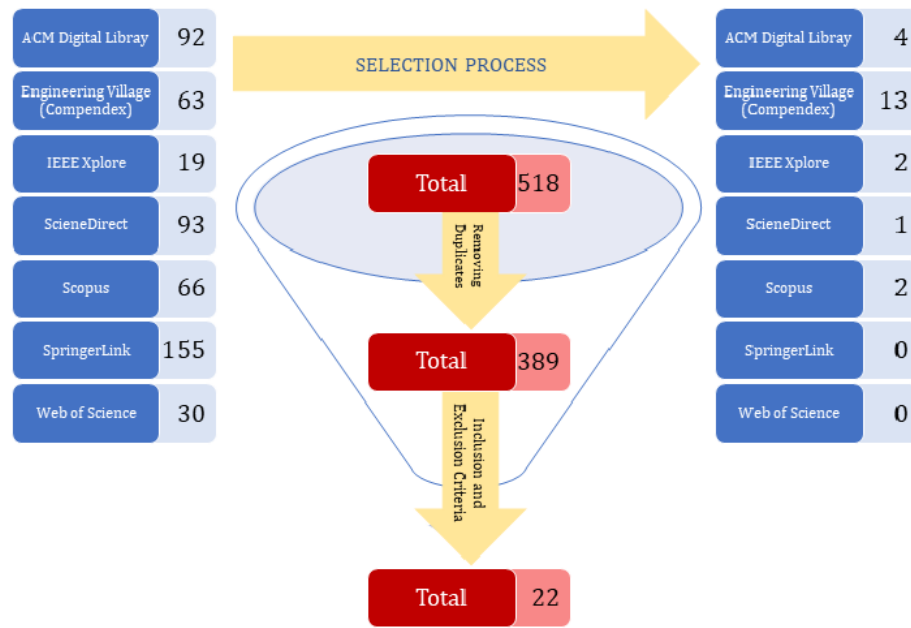 ACM Digital Libray 92
Engineering Village
(Compendex) 63
IEEE Xplore 19
ScieneDirect 93
Scopus 66
SpringerLink 155
Web of Science 30
SELECTION PROCESS
Total 518
Removing
Duplicates
Total 389
Inclusion and
Exclusion Criteria
Total 22
ACM Digital Libray 4
Engineering Village
(Compendex) 13
IEEE Xplore 2
ScieneDirect 1
Scopus 2
SpringerLink 0
Web of Science 0